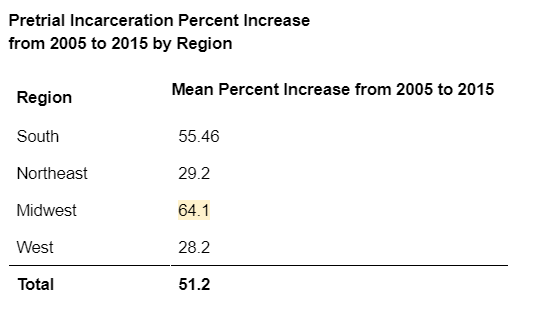 Pretrial Incarceration Percent Increase
from 2005 to 2015 by Region
Region Mean Percent Increase from 2005 to 2015
South 55.46
Northeast 29.2
Midwest 64.1
West 28.2
Total 51.2